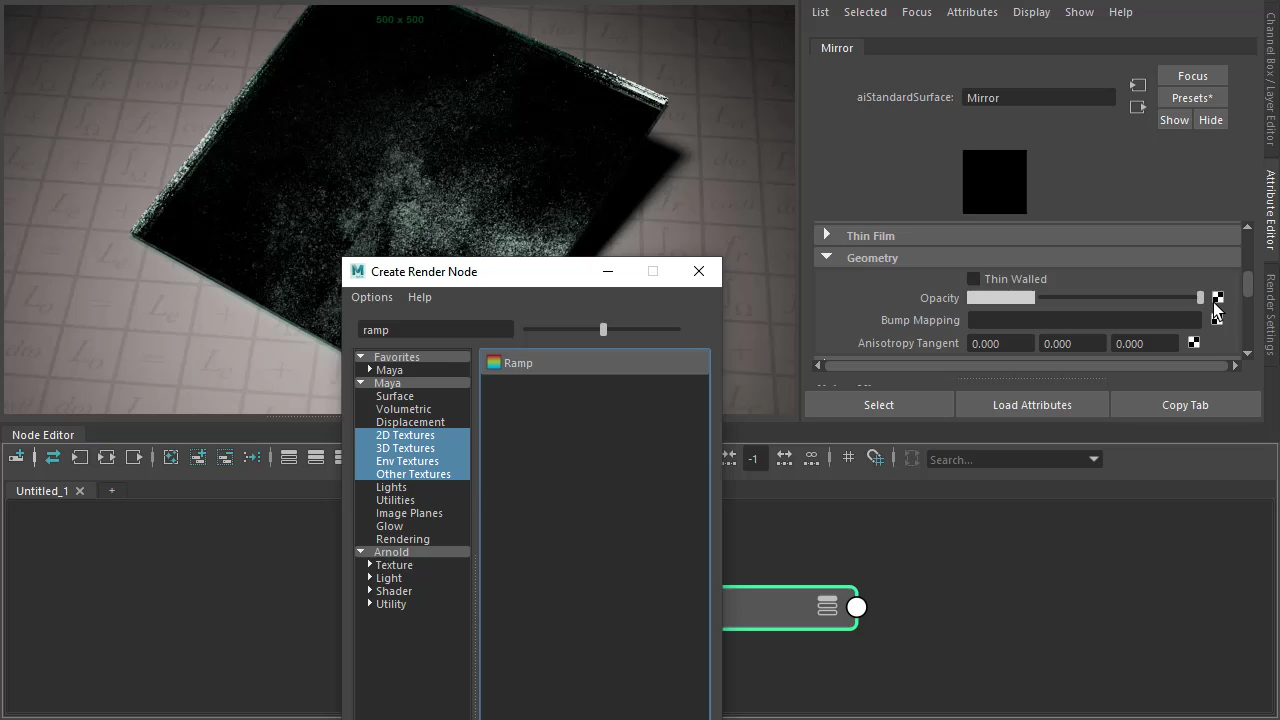 500 x 500
List Selected Focus Attributes Display Show Help
Mirror
Focus
aiStandardSurface: Mirror
Presets*
Show Hide
Thin Film
Geometry
Thin Walled
Opacity
Bump Mapping
Anisotropy Tangent 0.000 0.000 0.000
Select Load Attributes Copy Tab
Channel Box / Layer Editor
Attribute Editor
Render Settings
Create Render Node
Options Help
ramp
Favorites
Maya
Maya
Surface
Volumetric
Displacement
2D Textures
3D Textures
Env Textures
Other Textures
Lights
Utilities
Image Planes
Glow
Rendering
Arnold
Texture
Light
Shader
Utility
Ramp
Node Editor
-1 Search...
Untitled_1